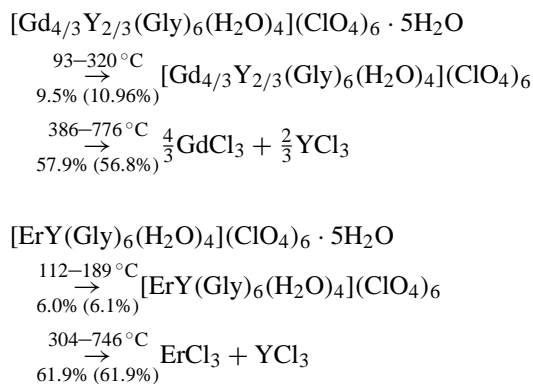 [Gd4/3Y2/3(Gly)6(H2O)4](ClO4)6 · 5H2O
93–320 °C
→ [Gd4/3Y2/3(Gly)6(H2O)4](ClO4)6
9.5% (10.96%)
386–776 °C
→ 4/3GdCl3 + 2/3YCl3
57.9% (56.8%)
[ErY(Gly)6(H2O)4](ClO4)6 · 5H2O
112–189 °C
→ [ErY(Gly)6(H2O)4](ClO4)6
6.0% (6.1%)
304–746 °C
→ ErCl3 + YCl3
61.9% (61.9%)